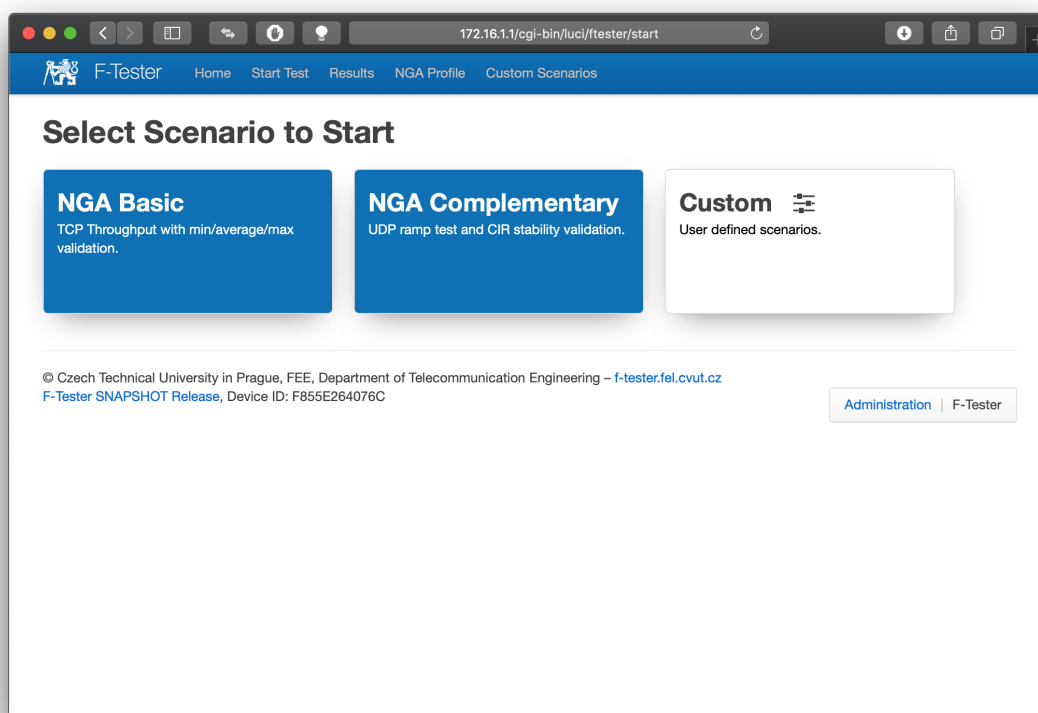 172.16.1.1/cgi-bin/luci/ftester/start
F-Tester Home Start Test Results NGA Profile Custom Scenarios
Select Scenario to Start
NGA Basic
TCP Throughput with min/average/max
validation.
NGA Complementary
UDP ramp test and CIR stability validation.
Custom
User defined scenarios.
© Czech Technical University in Prague, FEE, Department of Telecommunication Engineering – f-tester.fel.cvut.cz
F-Tester SNAPSHOT Release, Device ID: F855E264076C
Administration | F-Tester